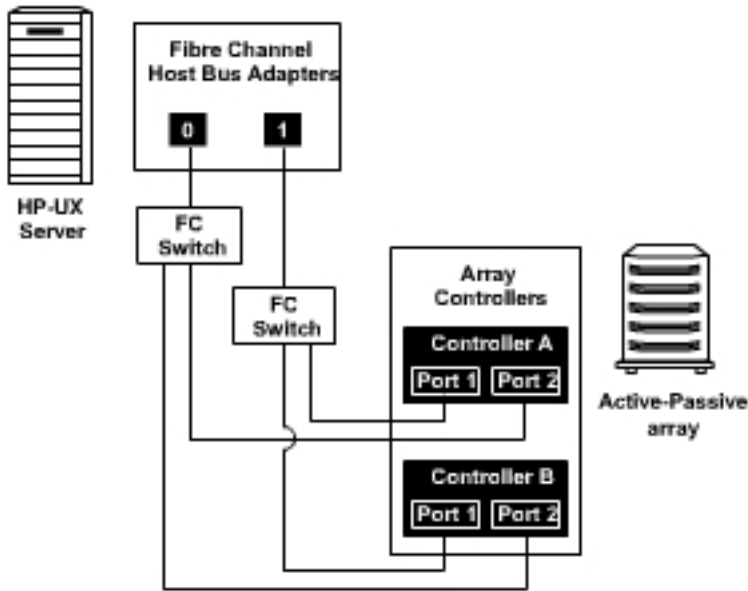 Fibre Channel
Host Bus Adapters
0
1
HP-UX
Server
FC
Switch
FC
Switch
Array
Controllers
Controller A
Port 1
Port 2
Active-Passive
array
Controller B
Port 1
Port 2